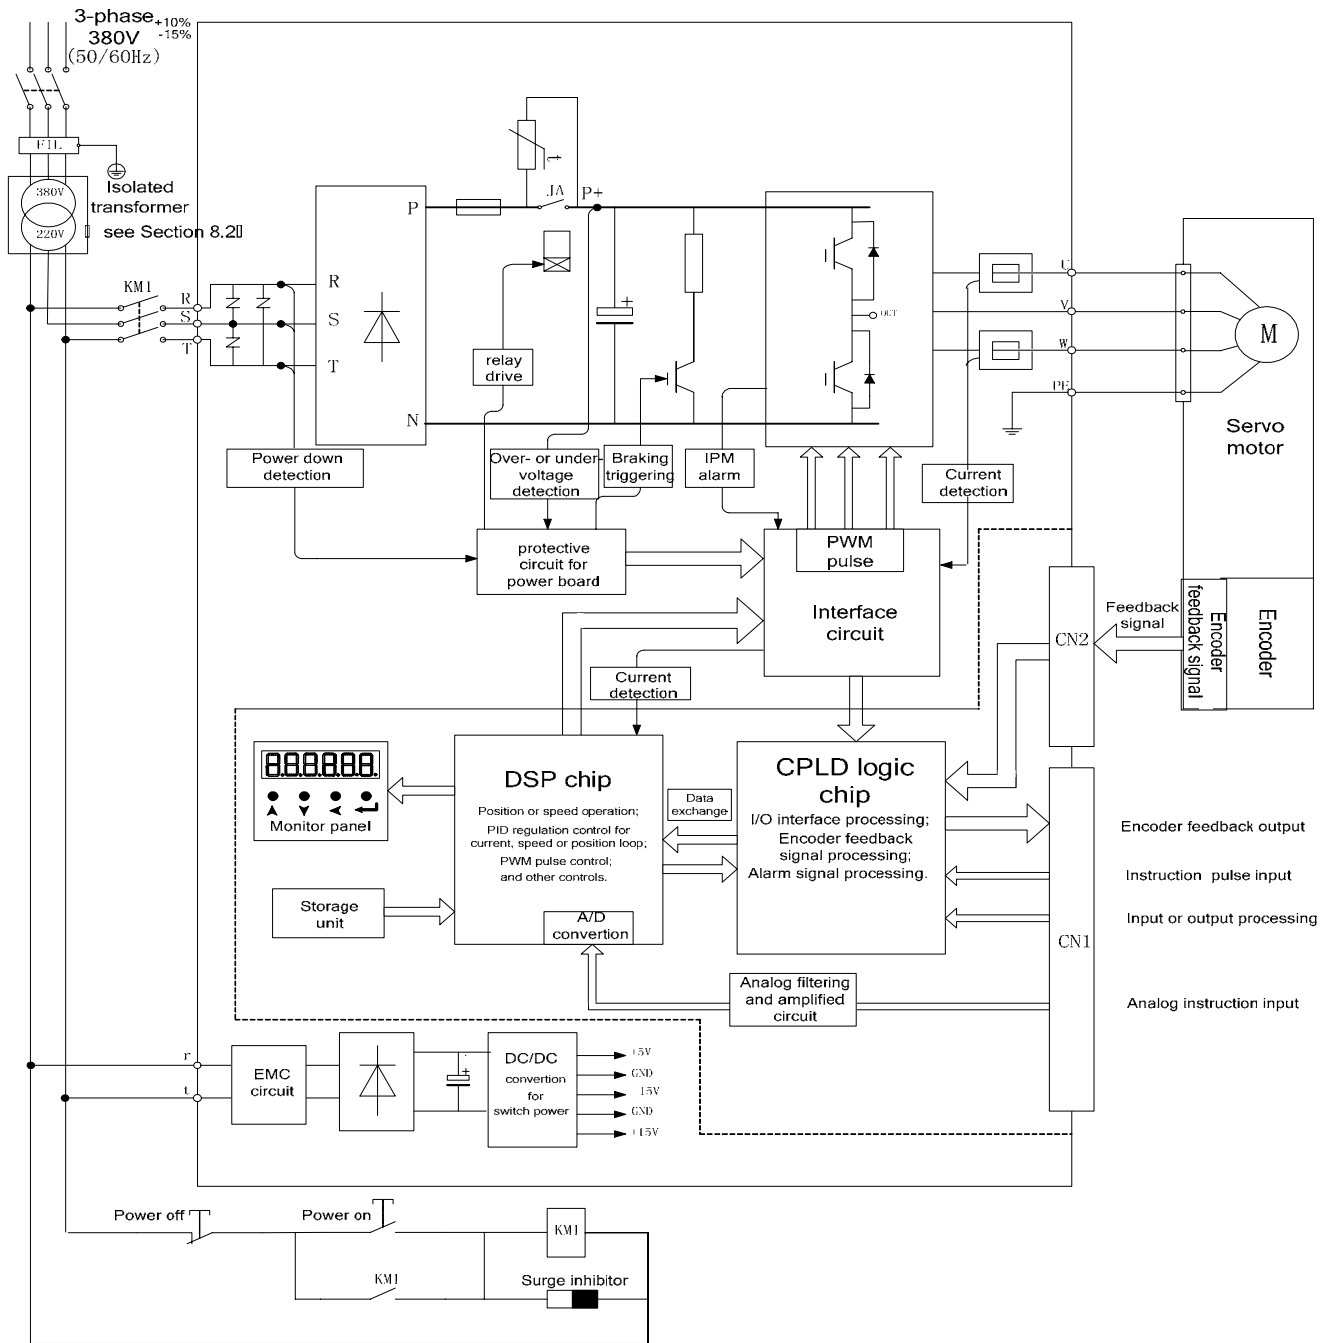 3-phase +10%
380V -15%
(50/60Hz)
FIL
380V
220V
Isolated
transformer
see Section 8.2
KM1
R
S
T
R
S
T
P
N
t
JA
P+
relay
drive
OUT
U
V
W
PE
M
Servo
motor
Power down
detection
Over- or under-
voltage
detection
Braking
triggering
IPM
alarm
Current
detection
protective
circuit for
power board
PWM
pulse
Interface
circuit
Current
detection
CN2
Feedback
signal
Encoder
feedback signal
Encoder
8.8.8.8.8.8.
Monitor panel
DSP chip
Position or speed operation;
PID regulation control for
current, speed or position loop;
PWM pulse control;
and other controls.
A/D
convertion
Data
exchange
CPLD logic
chip
I/O interface processing;
Encoder feedback
signal processing;
Alarm signal processing.
Storage
unit
CN1
Encoder feedback output
Instruction pulse input
Input or output processing
Analog instruction input
Analog filtering
and amplified
circuit
r
t
EMC
circuit
DC/DC
convertion
for
switch power
+5V
GND
15V
GND
+15V
Power off
Power on
KM1
KM1
Surge inhibitor